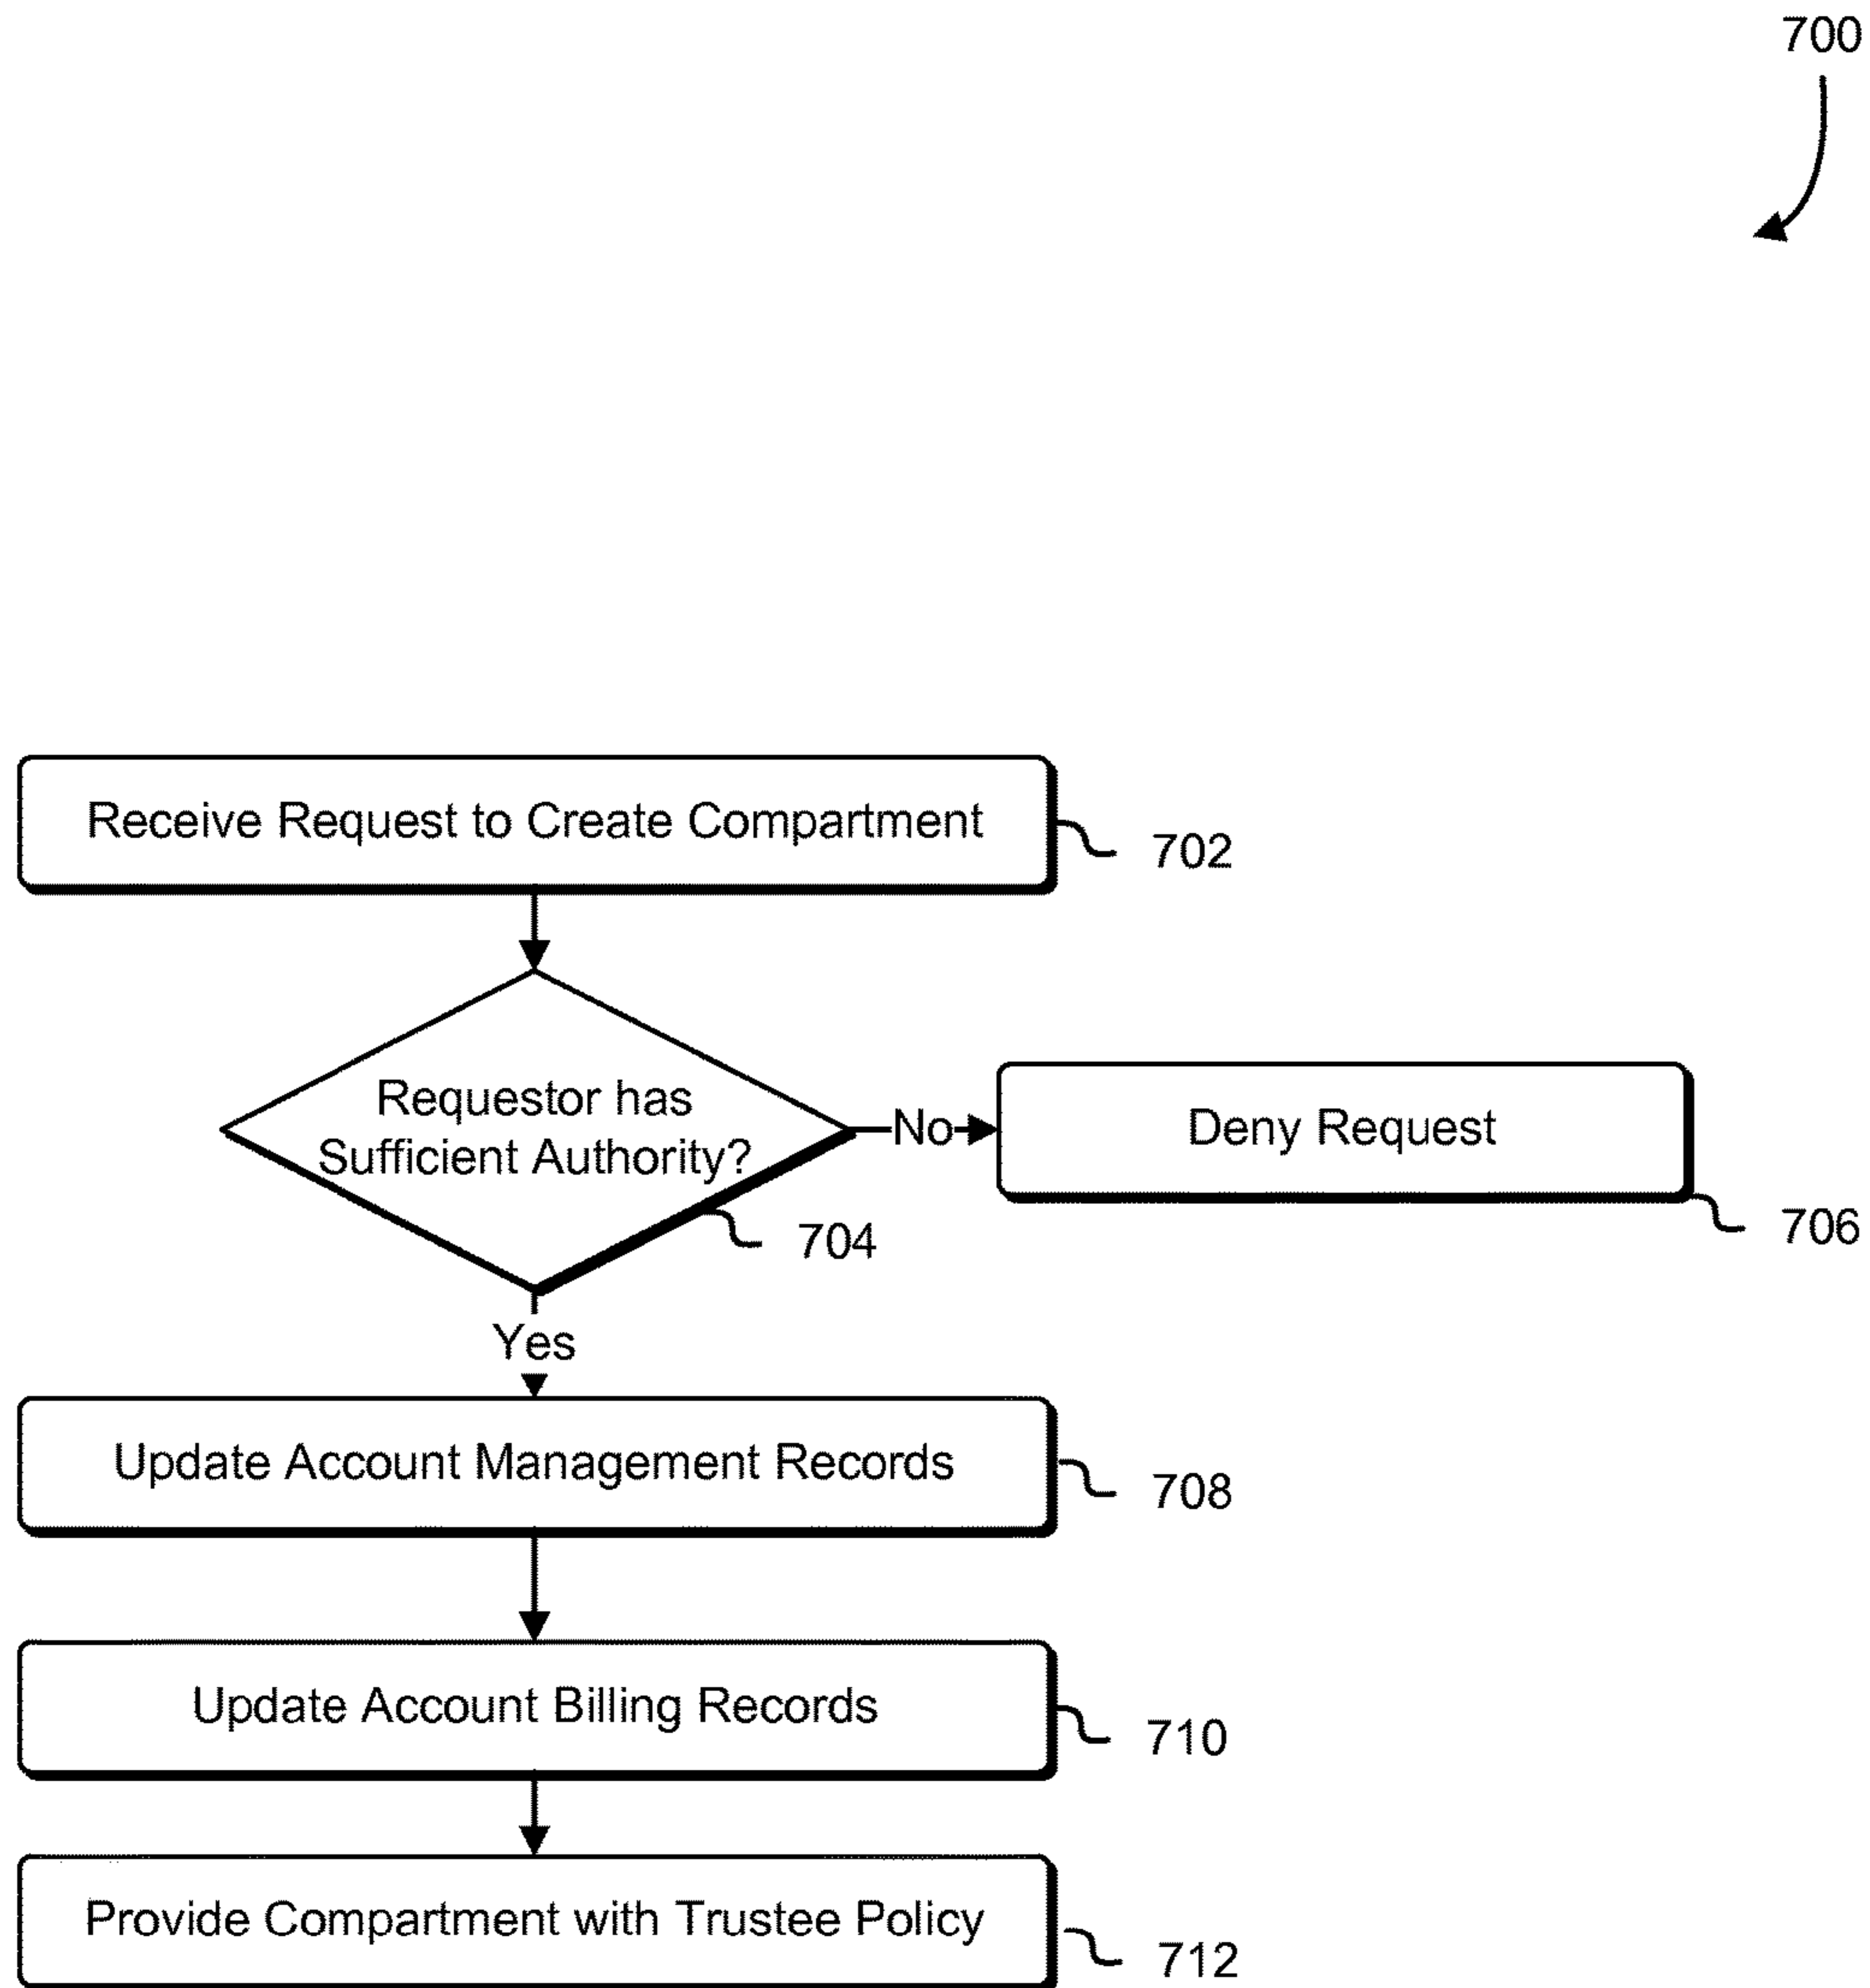 700
Receive Request to Create Compartment
702
Requestor has
Sufficient Authority?
No
Deny Request
704
706
Yes
Update Account Management Records
708
Update Account Billing Records
710
Provide Compartment with Trustee Policy
712